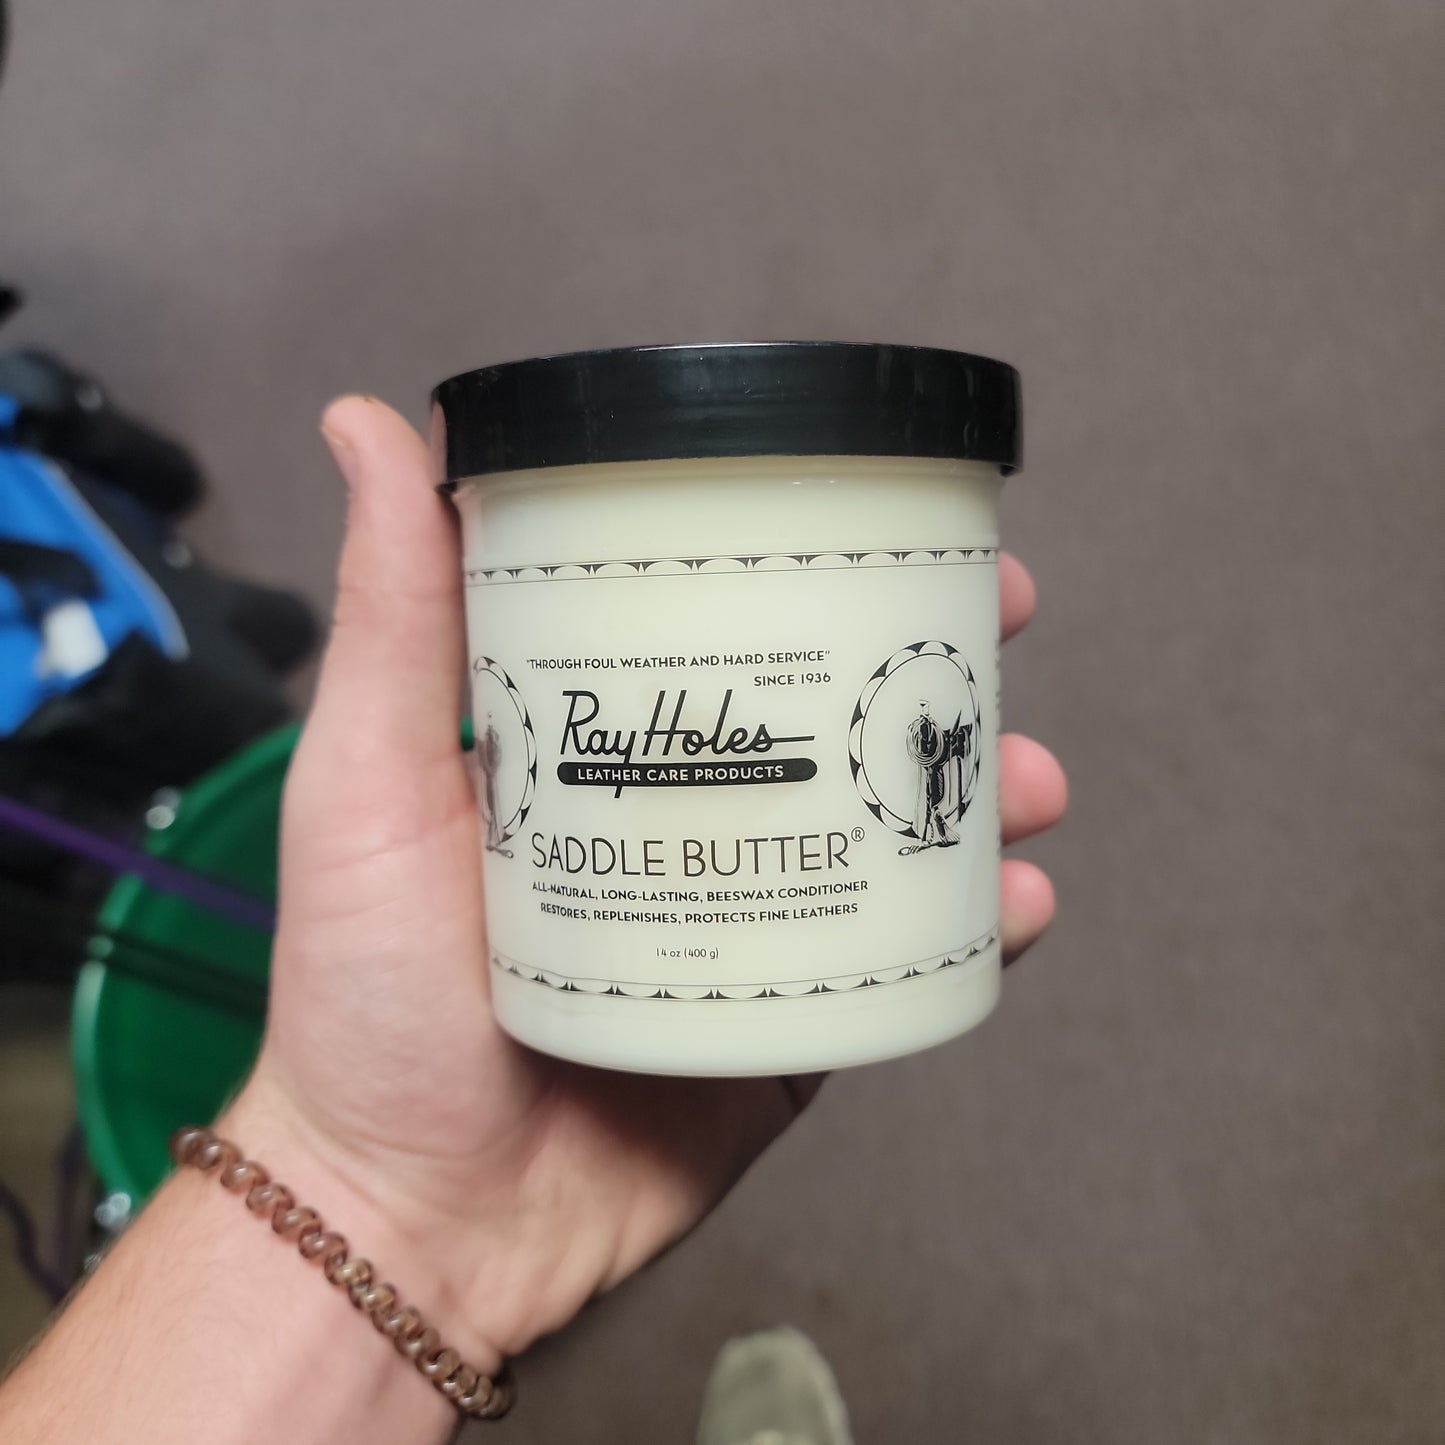 "THROUGH FOUL WEATHER AND HARD SERVICE"
SINCE 1936
Ray Holes
LEATHER CARE PRODUCTS
SADDLE BUTTER®
ALL-NATURAL, LONG-LASTING, BEESWAX CONDITIONER
RESTORES, REPLENISHES, PROTECTS FINE LEATHERS
14 oz (400 g)